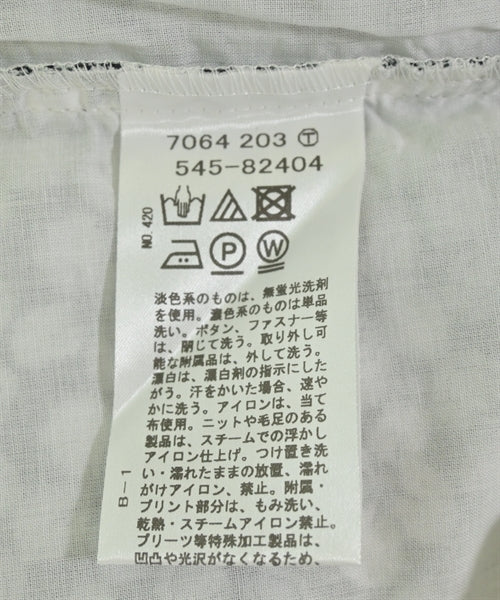 7064 203 Ⓣ
545-82404
NO. 420
P W
淡色系のものは、無蛍光洗剤
を使用。濃色系のものは単品
洗い。ボタン、ファスナー等
は、閉じて洗う。取り外し可
能な附属品は、外して洗う。
漂白は、漂白剤の指示にした
がう。汗をかいた場合、速や
かに洗う。アイロンは、当て
布使用。ニットや毛足のある
製品は、スチームでの浮かし
アイロン仕上げ。つけ置き洗
い・濡れたままの放置、濡れ
がけアイロン、禁止。附属・
プリント部分は、もみ洗い、
乾熱・スチームアイロン禁止。
プリーツ等特殊加工製品は、
凹凸や光沢がなくなるため、
B-1